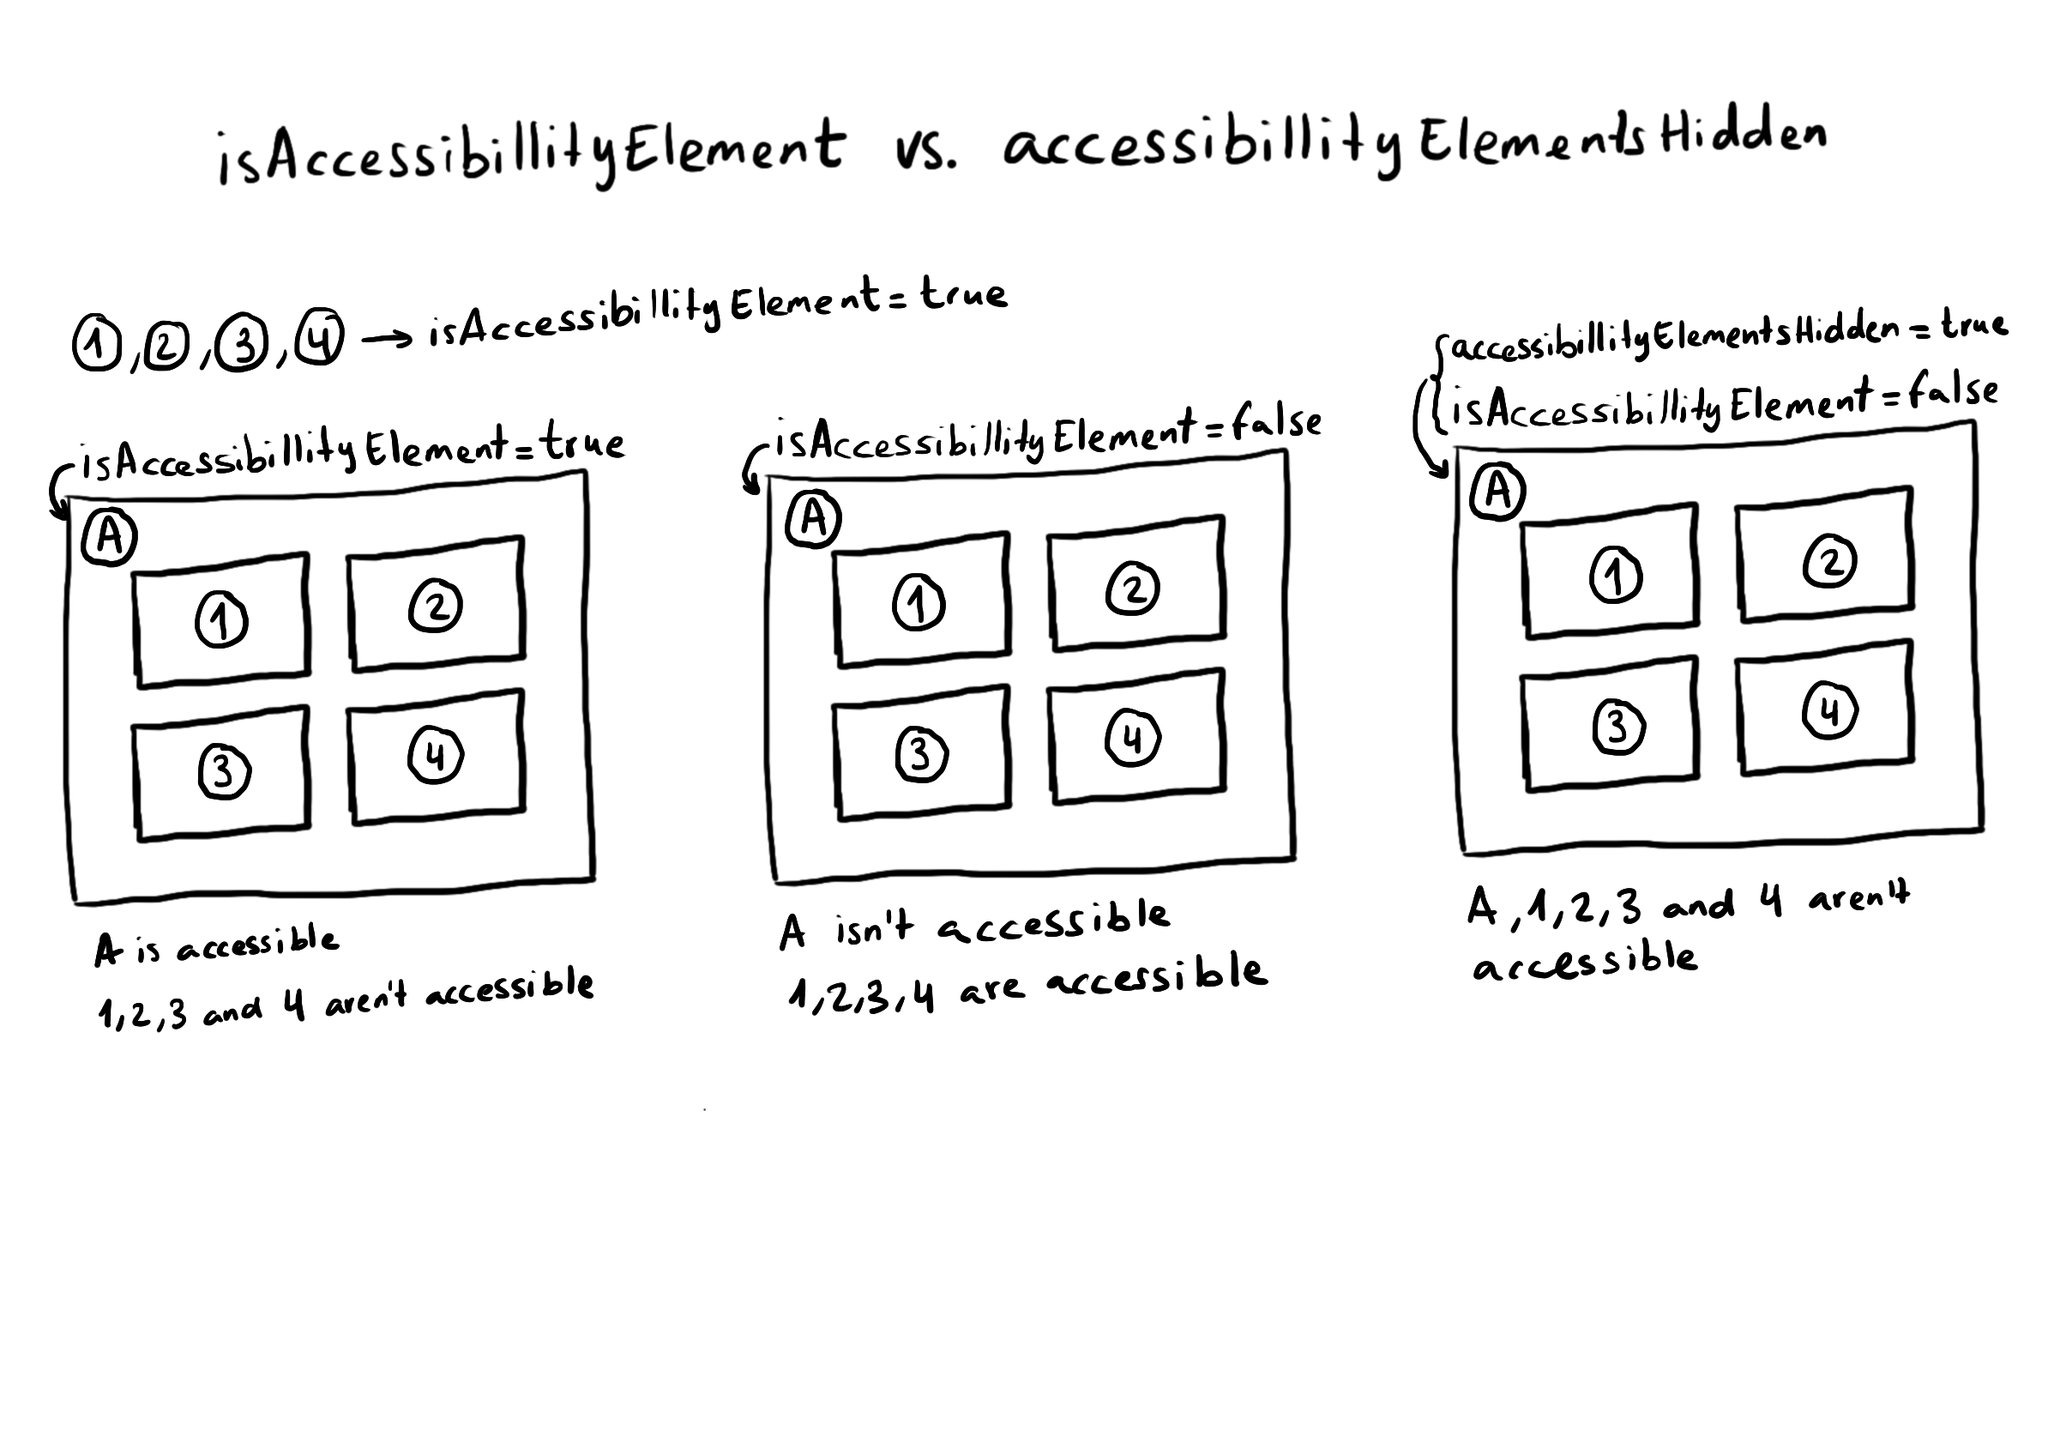 isAccessibillityElement vs. accessibillityElementsHidden
1, 2, 3, 4 → isAccessibillityElement = true
isAccessibillityElement = true
A
1 2
3 4
A is accessible
1,2,3 and 4 aren't accessible
isAccessibillityElement = false
A
1 2
3 4
A isn't accessible
1,2,3,4 are accessible
accessibillityElementsHidden = true
isAccessibillityElement = false
A
1 2
3 4
A,1,2,3 and 4 aren't
accessible